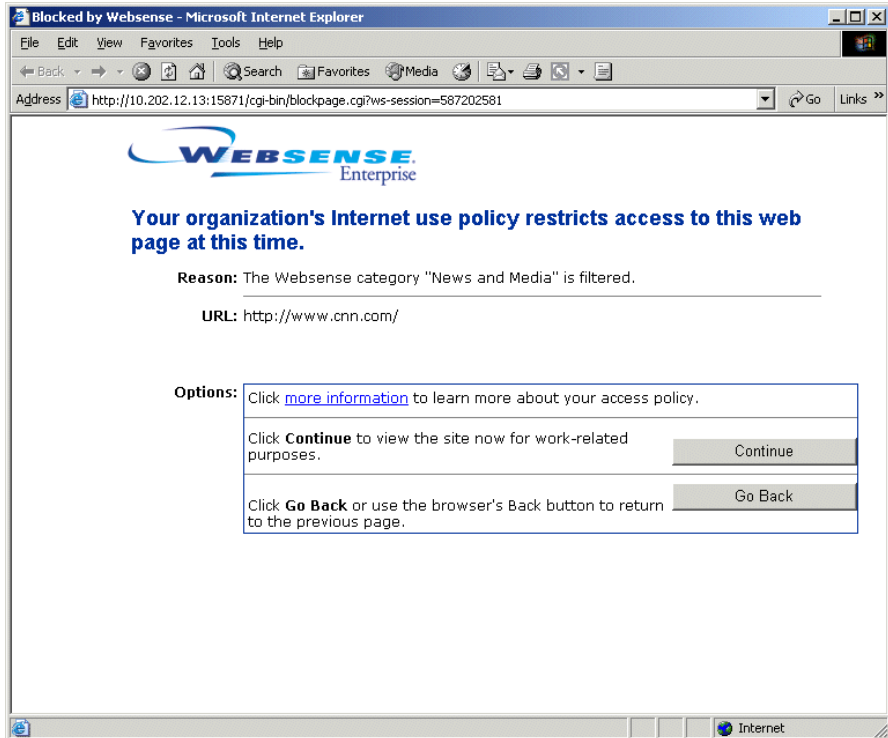 Blocked by Websense - Microsoft Internet Explorer
File Edit View Favorites Tools Help
Back Search Favorites Media
Address http://10.202.12.13:15871/cgi-bin/blockpage.cgi?ws-session=587202581 Go Links »
WEBSENSE.
Enterprise
Your organization's Internet use policy restricts access to this web
page at this time.
Reason: The Websense category "News and Media" is filtered.
URL: http://www.cnn.com/
Options: Click more information to learn more about your access policy.
Click Continue to view the site now for work-related
purposes.
Continue
Click Go Back or use the browser's Back button to return
to the previous page.
Go Back
Internet